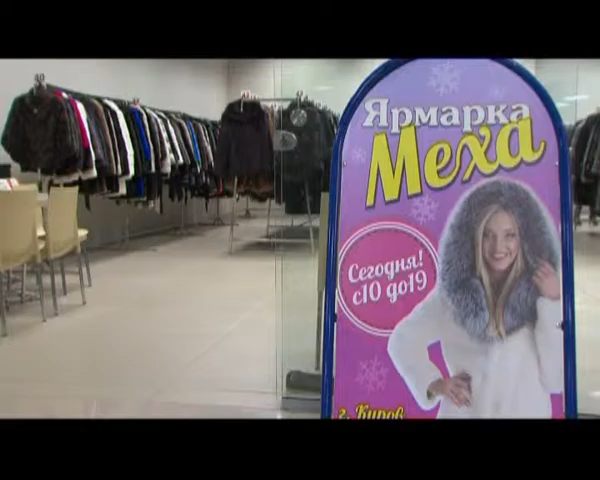 Ярмарка
Меха
Сегодня!
с10 до19
г. Киров